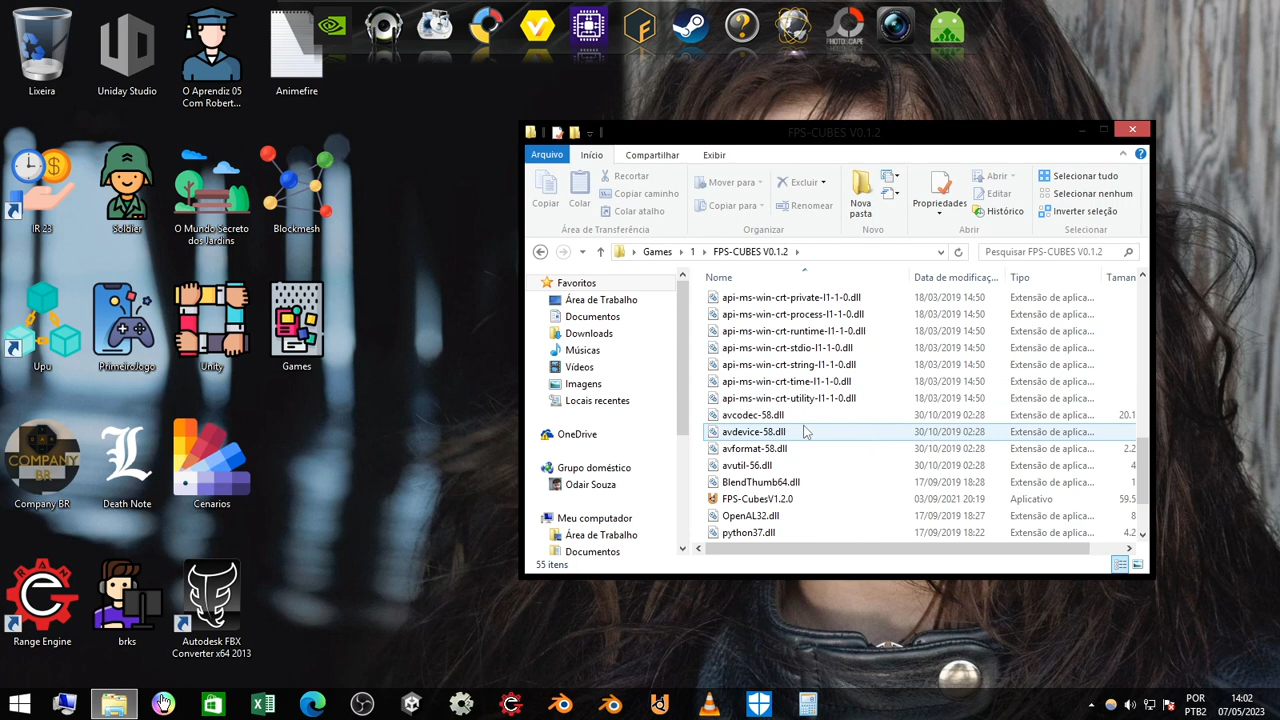 PHOTO CAPE
Lixeira
Uniday Studio
O Aprendiz 05
Com Robert...
Animefire
IR 23
Soldier
O Mundo Secreto
dos Jardins
Blockmesh
Upu
PrimeiroJogo
Unity
Games
COMPANY
BR
Company BR
Death Note
Cenarios
RAN
Range Engine
brks
Autodesk FBX
Converter x64 2013
FPS-CUBES V0.1.2
Arquivo
Início
Compartilhar
Exibir
Copiar
Colar
Recortar
Copiar caminho
Colar atalho
Área de Transferência
Mover para
Copiar para
Excluir
Renomear
Organizar
Nova
pasta
Novo
Propriedades
Abrir
Editar
Histórico
Abrir
Selecionar tudo
Selecionar nenhum
Inverter seleção
Selecionar
Games
1
FPS-CUBES V0.1.2
Pesquisar FPS-CUBES V0.1.2
Favoritos
Área de Trabalho
Documentos
Downloads
Músicas
Vídeos
Imagens
Locais recentes
OneDrive
Grupo doméstico
Odair Souza
Meu computador
Área de Trabalho
Documentos
Nome Data de modificaç... Tipo Taman
api-ms-win-crt-private-l1-1-0.dll 18/03/2019 14:50 Extensão de aplica...
api-ms-win-crt-process-l1-1-0.dll 18/03/2019 14:50 Extensão de aplica...
api-ms-win-crt-runtime-l1-1-0.dll 18/03/2019 14:50 Extensão de aplica...
api-ms-win-crt-stdio-l1-1-0.dll 18/03/2019 14:50 Extensão de aplica...
api-ms-win-crt-string-l1-1-0.dll 18/03/2019 14:50 Extensão de aplica...
api-ms-win-crt-time-l1-1-0.dll 18/03/2019 14:50 Extensão de aplica...
api-ms-win-crt-utility-l1-1-0.dll 18/03/2019 14:50 Extensão de aplica...
avcodec-58.dll 30/10/2019 02:28 Extensão de aplica... 20.1
avdevice-58.dll 30/10/2019 02:28 Extensão de aplica...
avformat-58.dll 30/10/2019 02:28 Extensão de aplica... 2.2
avutil-56.dll 30/10/2019 02:28 Extensão de aplica... 4
BlendThumb64.dll 17/09/2019 18:28 Extensão de aplica... 1
FPS-CubesV1.2.0 03/09/2021 20:19 Aplicativo 59.5
OpenAL32.dll 17/09/2019 18:27 Extensão de aplica... 8
python37.dll 17/09/2019 18:22 Extensão de aplica... 4.2
55 itens
POR
PTB2
14:02
07/05/2023